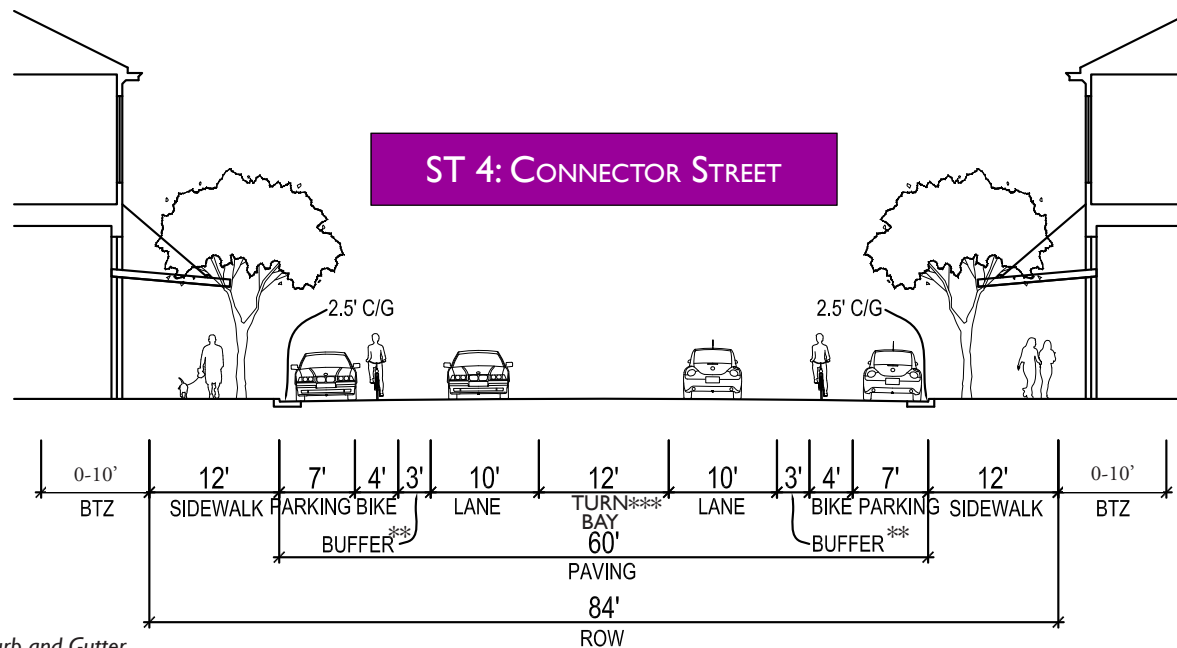 ST 4: CONNECTOR STREET
2.5' C/G 2.5' C/G
0-10' 12' 7' 4' 3' 10' 12' 10' 3' 4' 7' 12' 0-10'
BTZ SIDEWALK PARKING BIKE LANE TURN*** LANE BIKE PARKING SIDEWALK BTZ
BAY
BUFFER** BUFFER**
60'
PAVING
84'
ROW
and Gutter